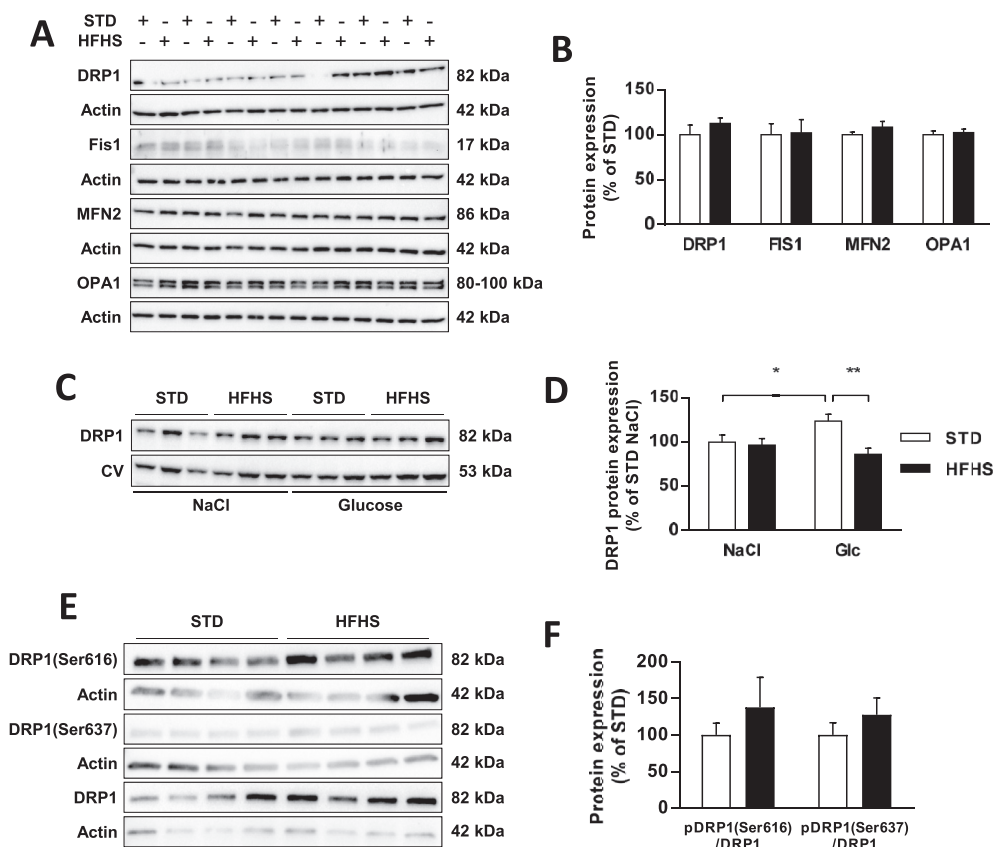 A
STD + - + - + - + - + - + - + -
HFHS - + - + - + - + - + - + - +
DRP1 82 kDa
Actin 42 kDa
Fis1 17 kDa
Actin 42 kDa
MFN2 86 kDa
Actin 42 kDa
OPA1 80-100 kDa
Actin 42 kDa
B
Protein expression
(% of STD)
150
100
50
0
DRP1 FIS1 MFN2 OPA1
C
STD HFHS STD HFHS
DRP1 82 kDa
CV 53 kDa
NaCl Glucose
D
DRP1 protein expression
(% of STD NaCl)
150
100
50
0
* **
NaCl Glc
STD
HFHS
E
STD HFHS
DRP1(Ser616) 82 kDa
Actin 42 kDa
DRP1(Ser637) 82 kDa
Actin 42 kDa
DRP1 82 kDa
Actin 42 kDa
F
Protein expression
(% of STD)
200
150
100
50
0
pDRP1(Ser616) pDRP1(Ser637)
/DRP1 /DRP1